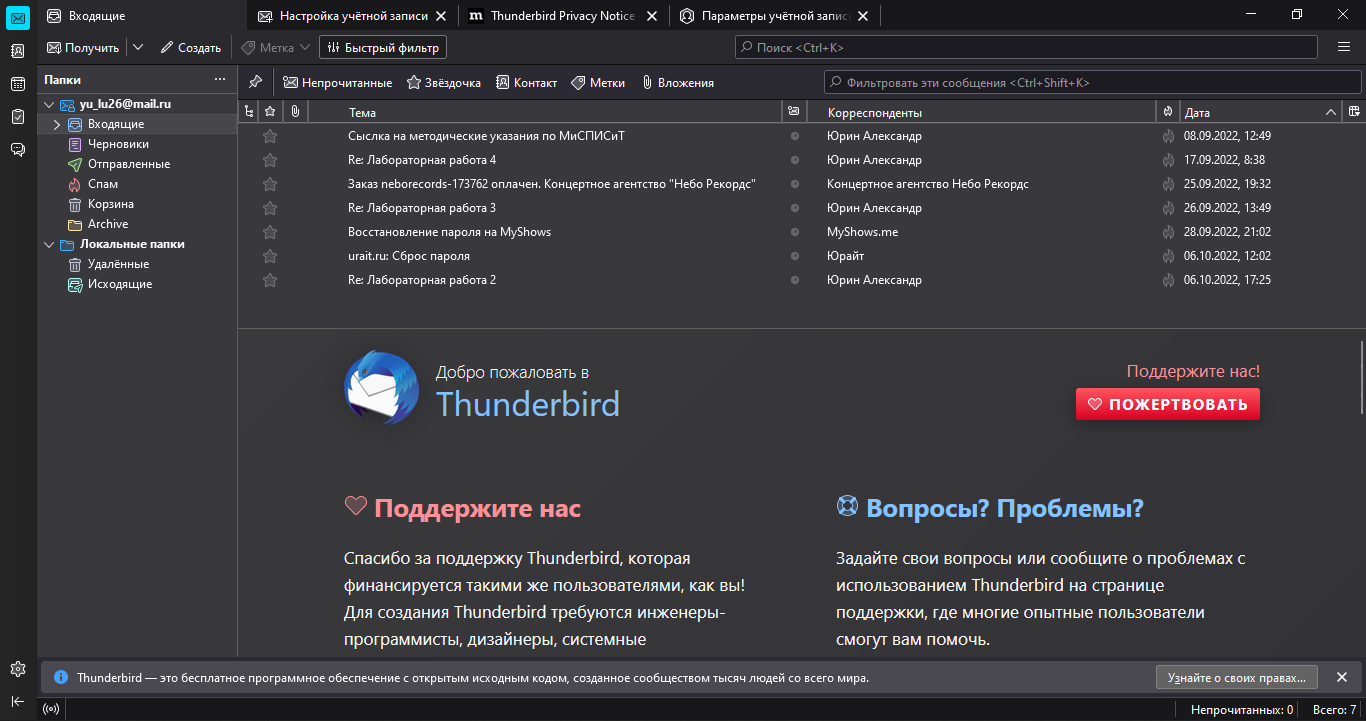 Входящие
Настройка учётной записи
Thunderbird Privacy Notice
Параметры учётной запис
Получить
Создать
Метка
Быстрый фильтр
Поиск <Ctrl+K>
Папки
Непрочитанные
Звёздочка
Контакт
Метки
Вложения
Фильтровать эти сообщения <Ctrl+Shift+K>
yu_lu26@mail.ru
Входящие
Черновики
Отправленные
Спам
Корзина
Archive
Локальные папки
Удалённые
Исходящие
Тема Корреспонденты Дата
Сыслка на методические указания по МиСПИСиТ Юрин Александр 08.09.2022, 12:49
Re: Лабораторная работа 4 Юрин Александр 17.09.2022, 8:38
Заказ neborecords-173762 оплачен. Концертное агентство "Небо Рекордс" Концертное агентство Небо Рекордс 25.09.2022, 19:32
Re: Лабораторная работа 3 Юрин Александр 26.09.2022, 13:49
Восстановление пароля на MyShows MyShows.me 28.09.2022, 21:02
urait.ru: Сброс пароля Юрайт 06.10.2022, 12:02
Re: Лабораторная работа 2 Юрин Александр 06.10.2022, 17:25
Добро пожаловать в
Thunderbird
Поддержите нас!
ПОЖЕРТВОВАТЬ
Поддержите нас
Спасибо за поддержку Thunderbird, которая
финансируется такими же пользователями, как вы!
Для создания Thunderbird требуются инженеры-
программисты, дизайнеры, системные
Вопросы? Проблемы?
Задайте свои вопросы или сообщите о проблемах с
использованием Thunderbird на странице
поддержки, где многие опытные пользователи
смогут вам помочь.
Thunderbird — это бесплатное программное обеспечение с открытым исходным кодом, созданное сообществом тысяч людей со всего мира.
Узнайте о своих правах...
Непрочитанных: 0
Всего: 7